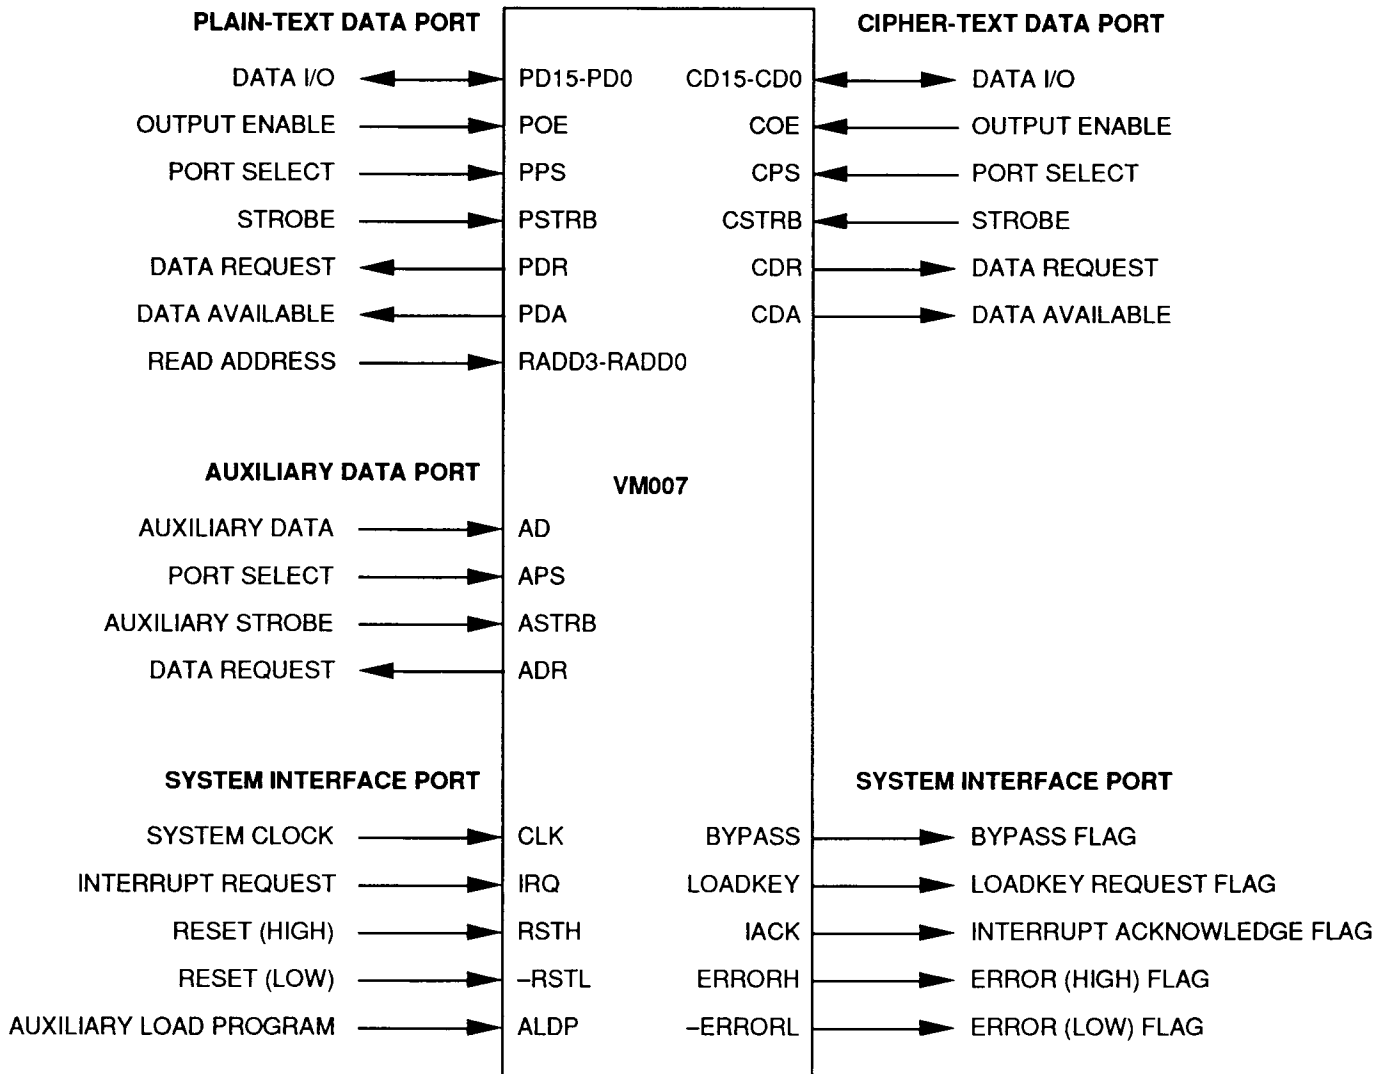 PLAIN-TEXT DATA PORT CIPHER-TEXT DATA PORT
DATA I/O PD15-PD0 CD15-CD0 DATA I/O
OUTPUT ENABLE POE COE OUTPUT ENABLE
PORT SELECT PPS CPS PORT SELECT
STROBE PSTRB CSTRB STROBE
DATA REQUEST PDR CDR DATA REQUEST
DATA AVAILABLE PDA CDA DATA AVAILABLE
READ ADDRESS RADD3-RADD0
AUXILIARY DATA PORT VM007
AUXILIARY DATA AD
PORT SELECT APS
AUXILIARY STROBE ASTRB
DATA REQUEST ADR
SYSTEM INTERFACE PORT SYSTEM INTERFACE PORT
SYSTEM CLOCK CLK BYPASS BYPASS FLAG
INTERRUPT REQUEST IRQ LOADKEY LOADKEY REQUEST FLAG
RESET (HIGH) RSTH IACK INTERRUPT ACKNOWLEDGE FLAG
RESET (LOW) –RSTL ERRORH ERROR (HIGH) FLAG
AUXILIARY LOAD PROGRAM ALDP –ERRORL ERROR (LOW) FLAG